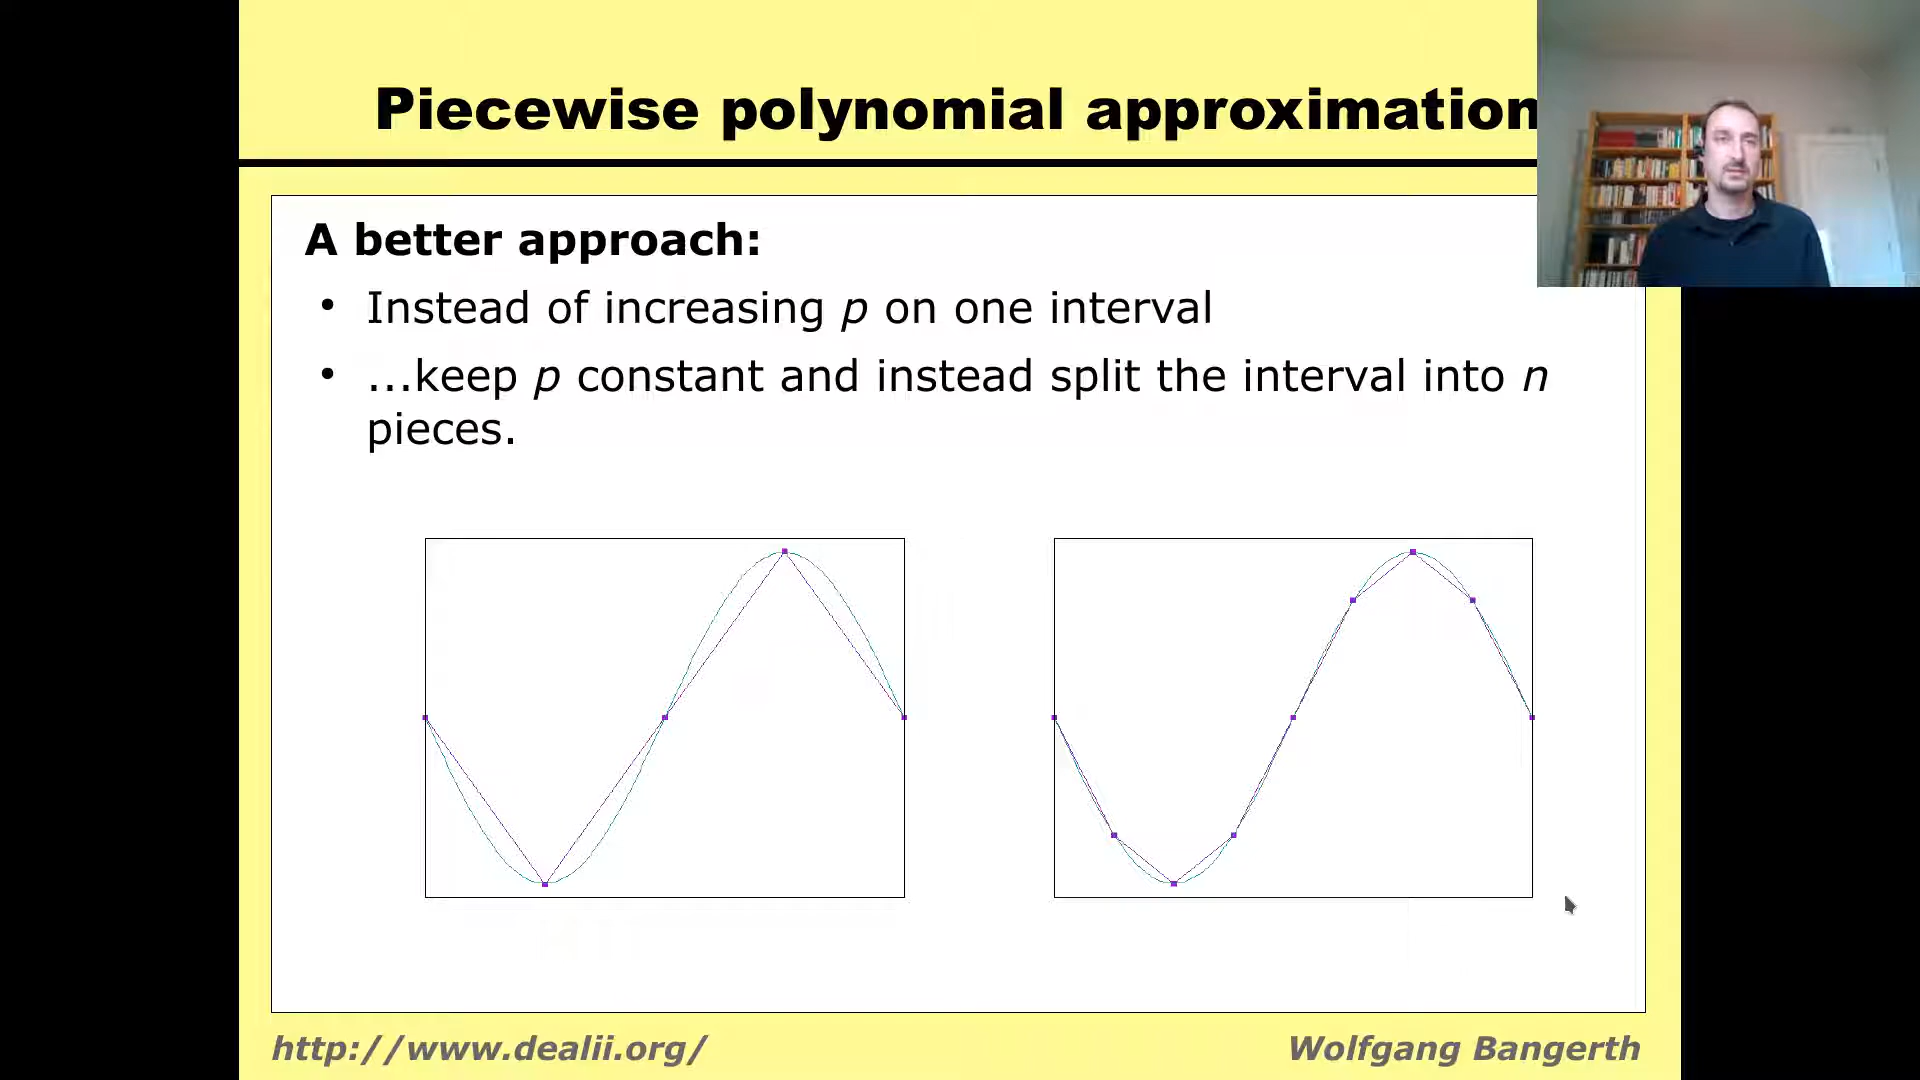 Piecewise polynomial approximation
A better approach:
• Instead of increasing p on one interval
• ...keep p constant and instead split the interval into n
pieces.
http://www.dealii.org/
Wolfgang Bangerth